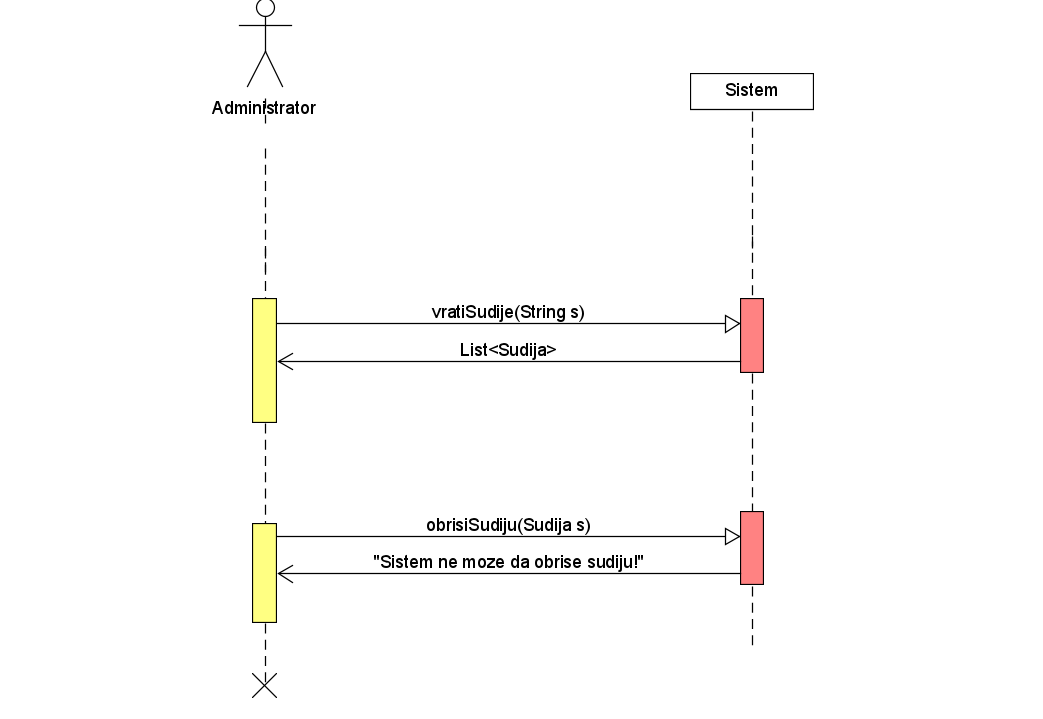 Administrator
Sistem
vratiSudije(String s)
List<Sudija>
obrisiSudiju(Sudija s)
"Sistem ne moze da obrise sudiju!"